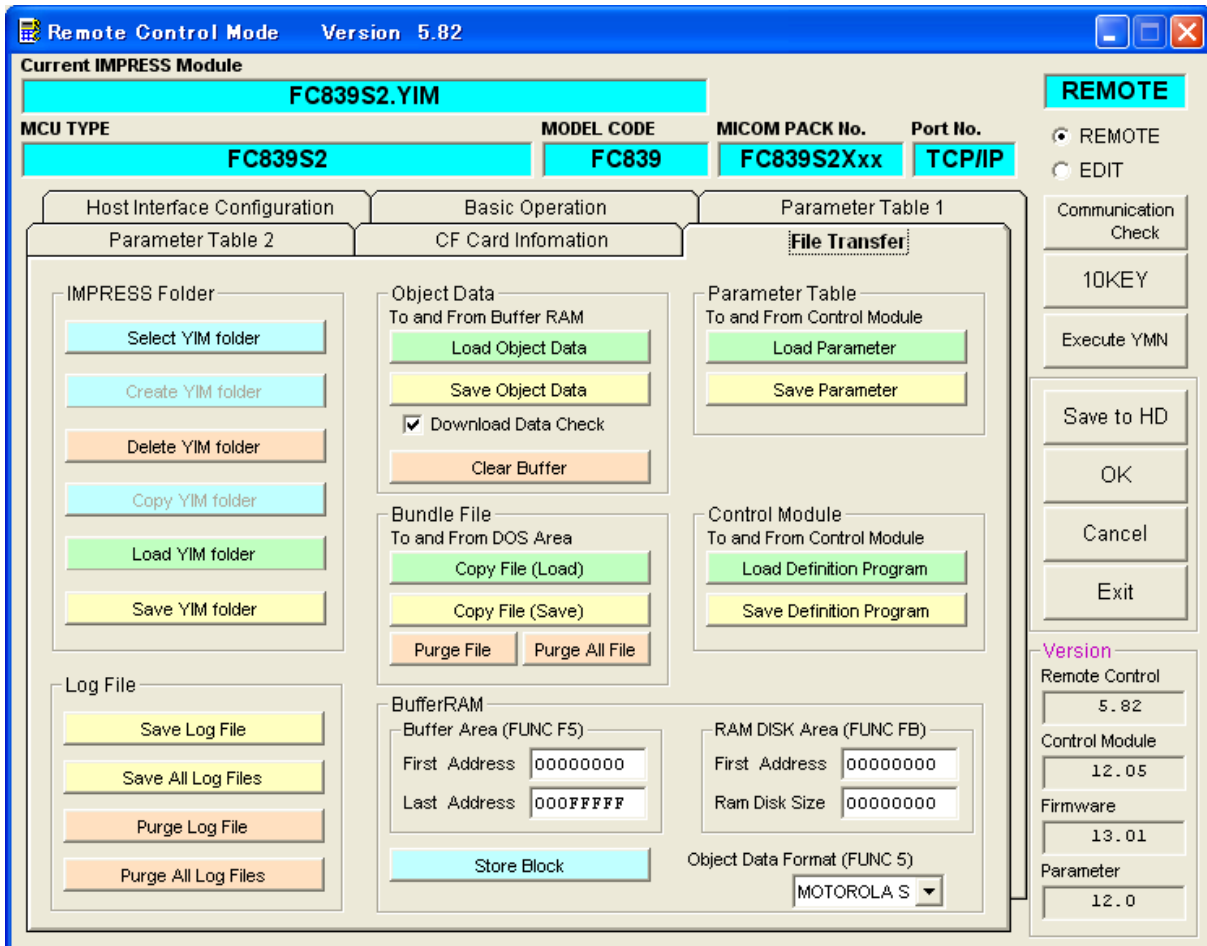 Remote Control Mode Version 5.82
Current IMPRESS Module
FC839S2.YIM
MCU TYPE
MODEL CODE
MICOM PACK No.
Port No.
FC839S2
FC839
FC839S2Xxx
TCP/IP
REMOTE
REMOTE
EDIT
Host Interface Configuration
Basic Operation
Parameter Table 1
Parameter Table 2
CF Card Infomation
File Transfer
IMPRESS Folder
Select YIM folder
Create YIM folder
Delete YIM folder
Copy YIM folder
Load YIM folder
Save YIM folder
Log File
Save Log File
Save All Log Files
Purge Log File
Purge All Log Files
Object Data
To and From Buffer RAM
Load Object Data
Save Object Data
Download Data Check
Clear Buffer
Bundle File
To and From DOS Area
Copy File (Load)
Copy File (Save)
Purge File
Purge All File
Parameter Table
To and From Control Module
Load Parameter
Save Parameter
Control Module
To and From Control Module
Load Definition Program
Save Definition Program
BufferRAM
Buffer Area (FUNC F5)
First Address 00000000
Last Address 000FFFFF
RAM DISK Area (FUNC FB)
First Address 00000000
Ram Disk Size 00000000
Store Block
Object Data Format (FUNC 5)
MOTOROLA S
Communication
Check
10KEY
Execute YMN
Save to HD
OK
Cancel
Exit
Version
Remote Control
5.82
Control Module
12.05
Firmware
13.01
Parameter
12.0